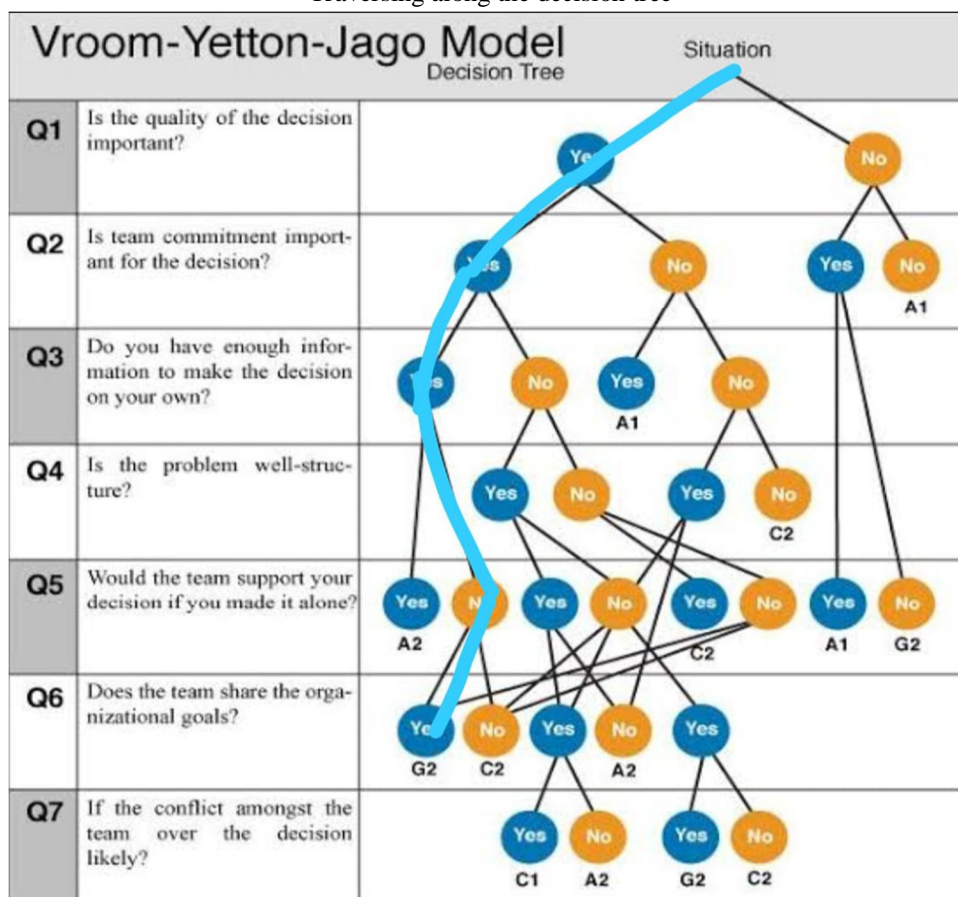 Traversing along the decision tree
Vroom-Yetton-Jago Model
Decision Tree
Situation
Q1
Is the quality of the decision
important?
Yes No
Q2
Is team commitment import-
ant for the decision?
Yes No Yes No
A1
Q3
Do you have enough infor-
mation to make the decision
on your own?
Yes No Yes No
A1
Q4
Is the problem well-struc-
ture?
Yes No Yes No
C2
Q5
Would the team support your
decision if you made it alone?
Yes No Yes No Yes No Yes No
A2 C2 A1 G2
Q6
Does the team share the orga-
nizational goals?
Yes No Yes No Yes
G2 C2 A2
Q7
If the conflict amongst the
team over the decision
likely?
Yes No Yes No
C1 A2 G2 C2